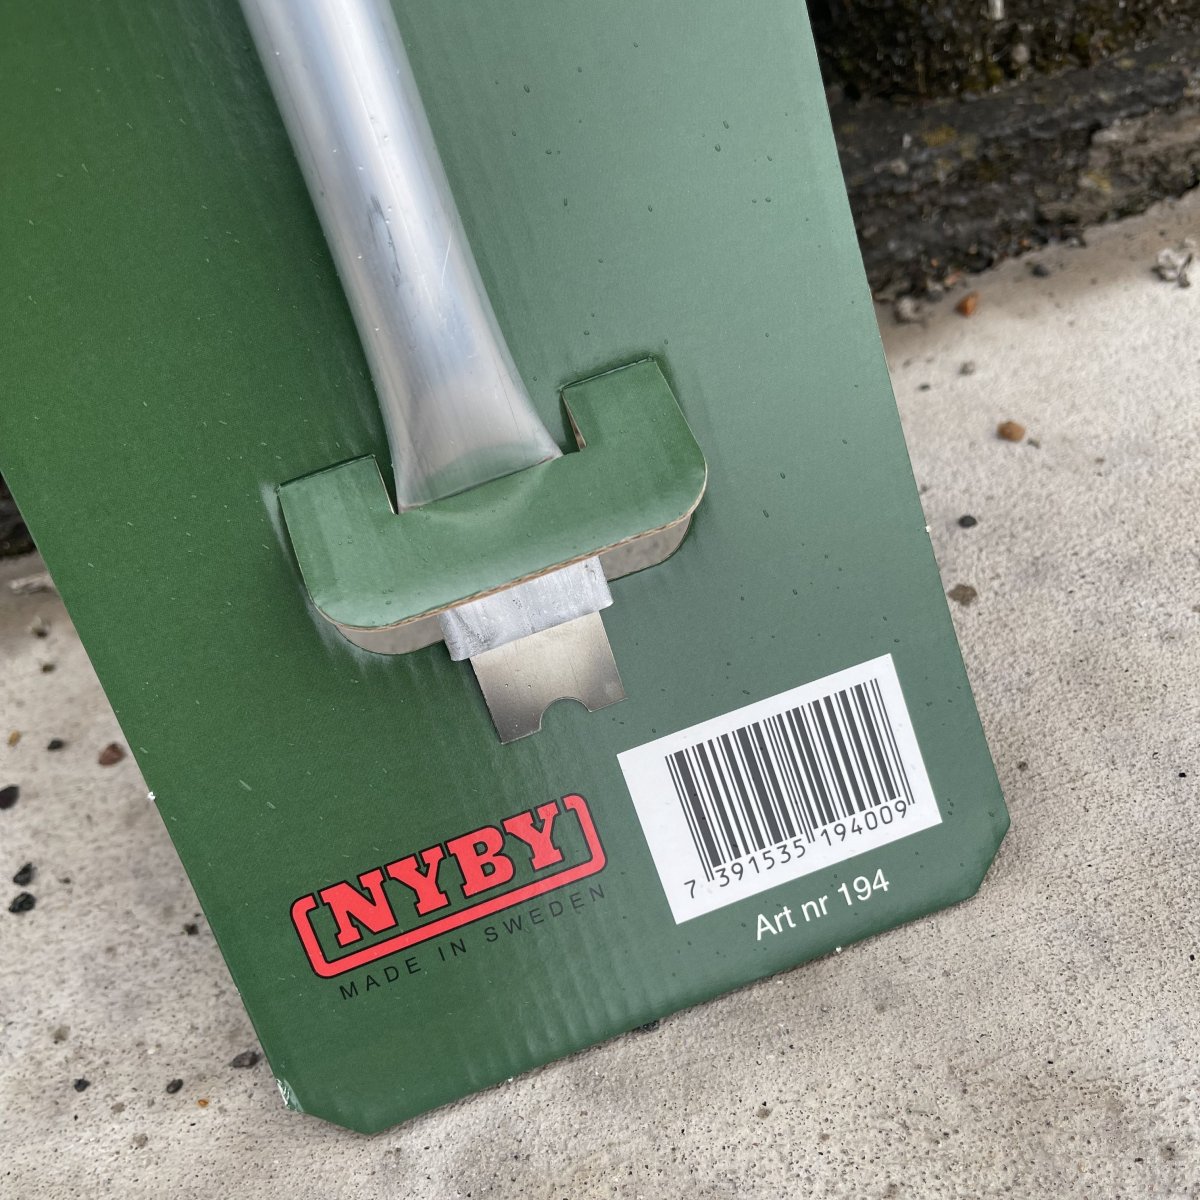 NYBY
MADE IN SWEDEN
7 391535 194009
Art nr 194